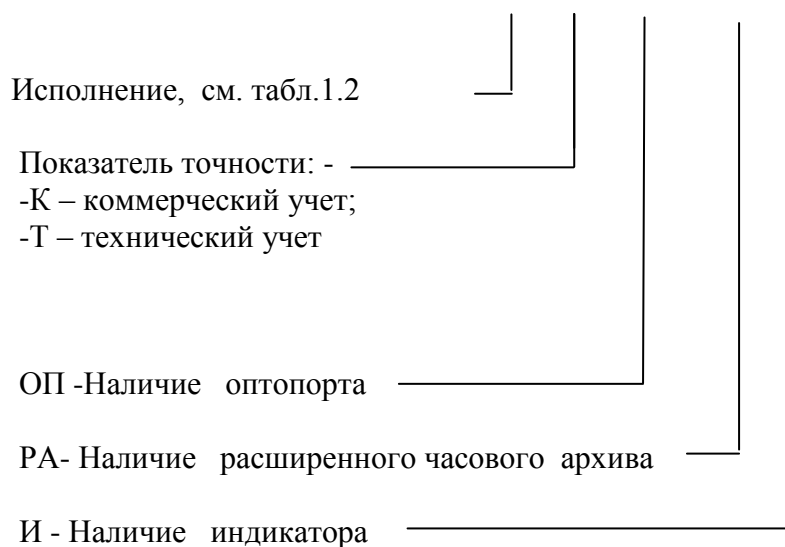 Исполнение, см. табл.1.2
Показатель точности: -
-К – коммерческий учет;
-Т – технический учет
ОП -Наличие оптопорта
РА- Наличие расширенного часового архива
И - Наличие индикатора